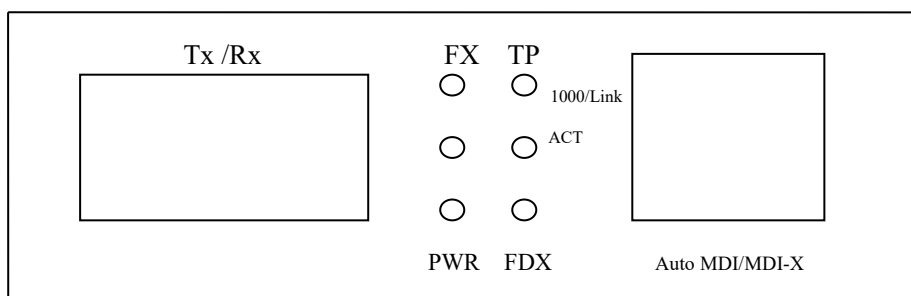 Tx /Rx
FX TP
1000/Link
ACT
PWR FDX
Auto MDI/MDI-X